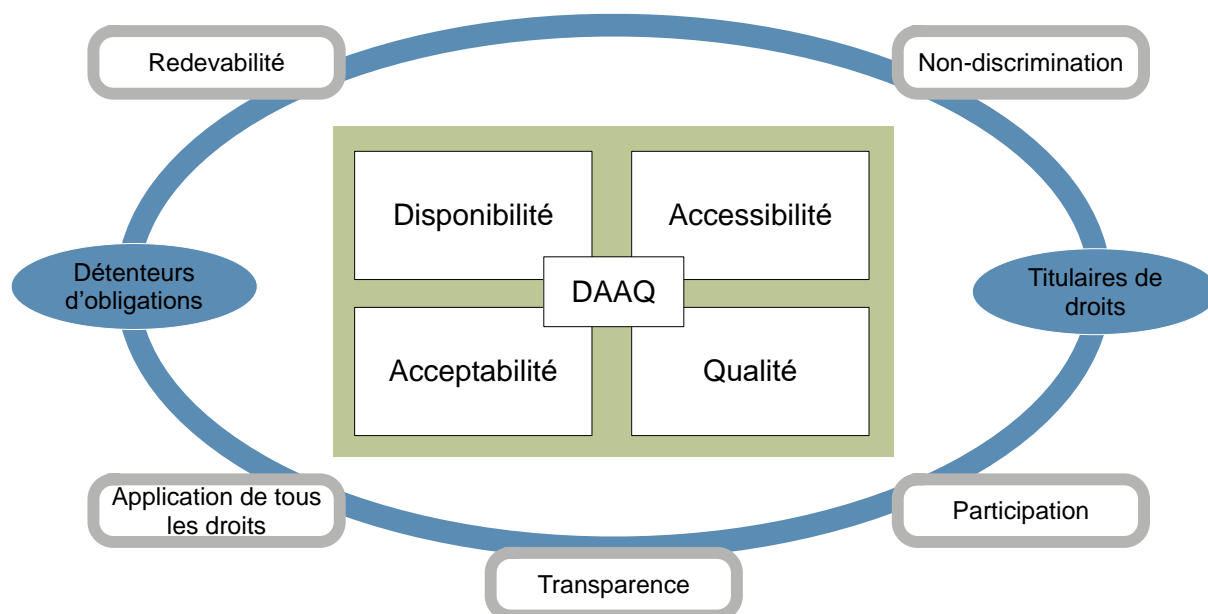 Redevabilité
Non-discrimination
Disponibilité
Accessibilité
Détenteurs
d'obligations
DAAQ
Titulaires de
droits
Acceptabilité
Qualité
Application de tous
les droits
Participation
Transparence